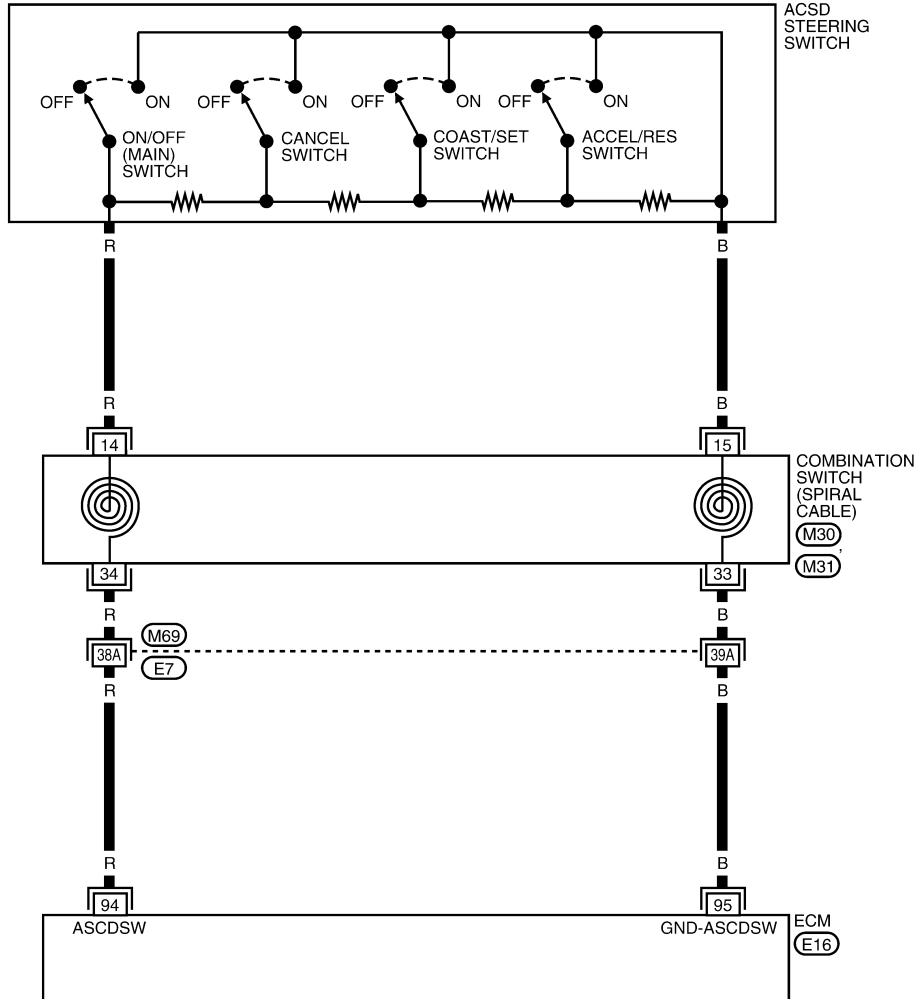 ACSD
STEERING
SWITCH
OFF
ON
OFF
ON
OFF
ON
OFF
ON
ON/OFF
(MAIN)
SWITCH
CANCEL
SWITCH
COAST/SET
SWITCH
ACCEL/RES
SWITCH
R
B
R
B
14
15
COMBINATION
SWITCH
(SPIRAL
CABLE)
M30
,
M31
34
33
R
B
M69
38A
39A
E7
R
B
R
B
94
95
ASCDSW
GND-ASCDSW
ECM
E16